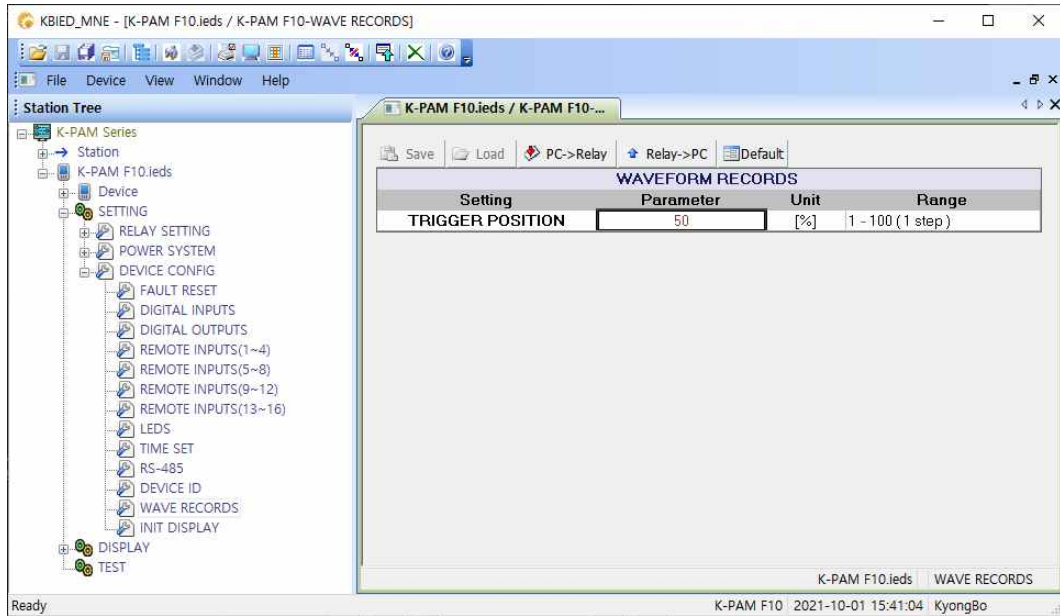 KBIED_MNE - [K-PAM F10.ieds / K-PAM F10-WAVE RECORDS]
File Device View Window Help
Station Tree
K-PAM Series
Station
K-PAM F10.ieds
Device
SETTING
RELAY SETTING
POWER SYSTEM
DEVICE CONFIG
FAULT RESET
DIGITAL INPUTS
DIGITAL OUTPUTS
REMOTE INPUTS(1~4)
REMOTE INPUTS(5~8)
REMOTE INPUTS(9~12)
REMOTE INPUTS(13~16)
LEDS
TIME SET
RS-485
DEVICE ID
WAVE RECORDS
INIT DISPLAY
DISPLAY
TEST
K-PAM F10.ieds / K-PAM F10-...
Save Load PC->Relay Relay->PC Default
WAVEFORM RECORDS
Setting Parameter Unit Range
TRIGGER POSITION 50 [%] 1 - 100 ( 1 step )
K-PAM F10.ieds WAVE RECORDS
Ready K-PAM F10 2021-10-01 15:41:04 KyongBo